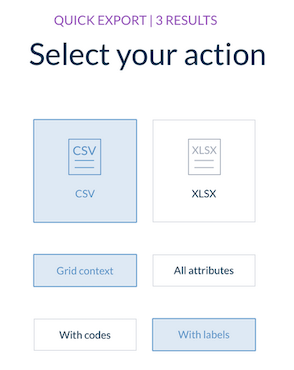 QUICK EXPORT | 3 RESULTS
Select your action
CSV
XLSX
CSV
XLSX
Grid context
All attributes
With codes
With labels